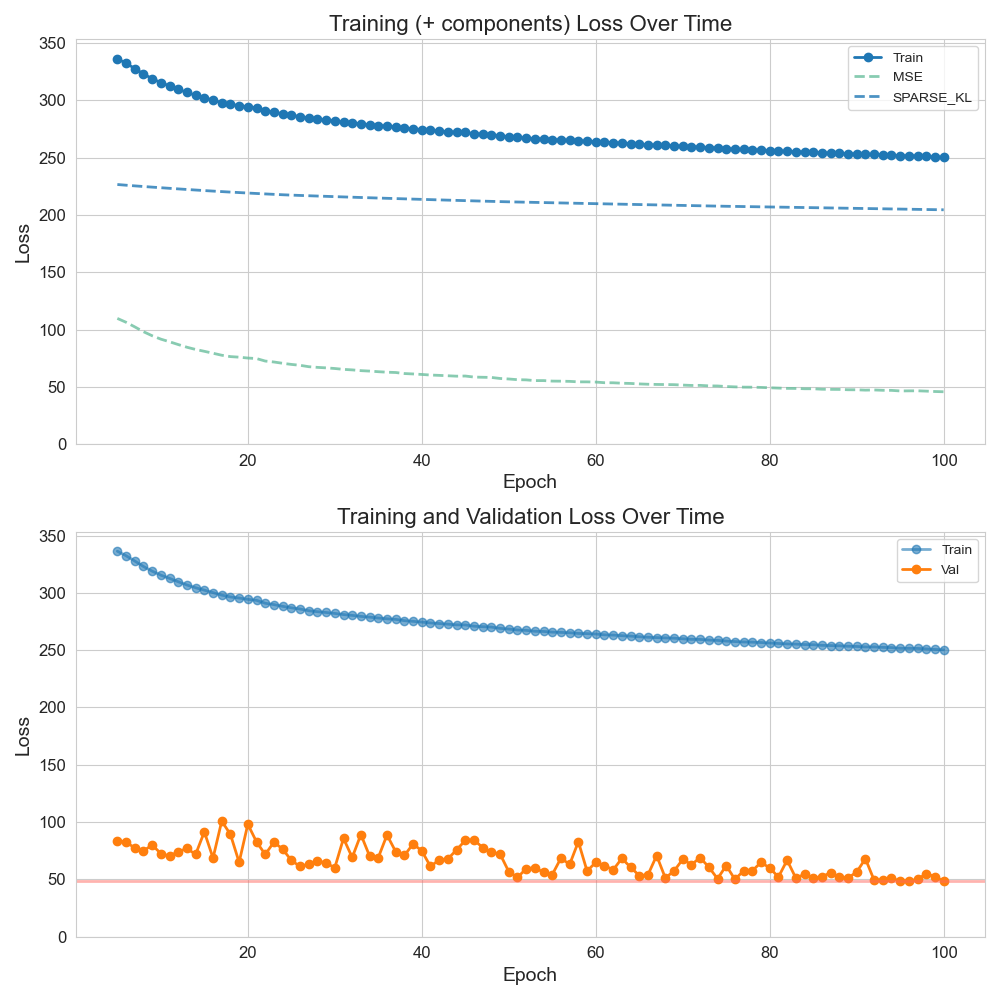 Training (+ components) Loss Over Time
350
300
250
200
150
100
50
0
Loss
Train
MSE
SPARSE_KL
20 40 60 80 100
Epoch
Training and Validation Loss Over Time
350
300
250
200
150
100
50
0
Loss
Train
Val
20 40 60 80 100
Epoch